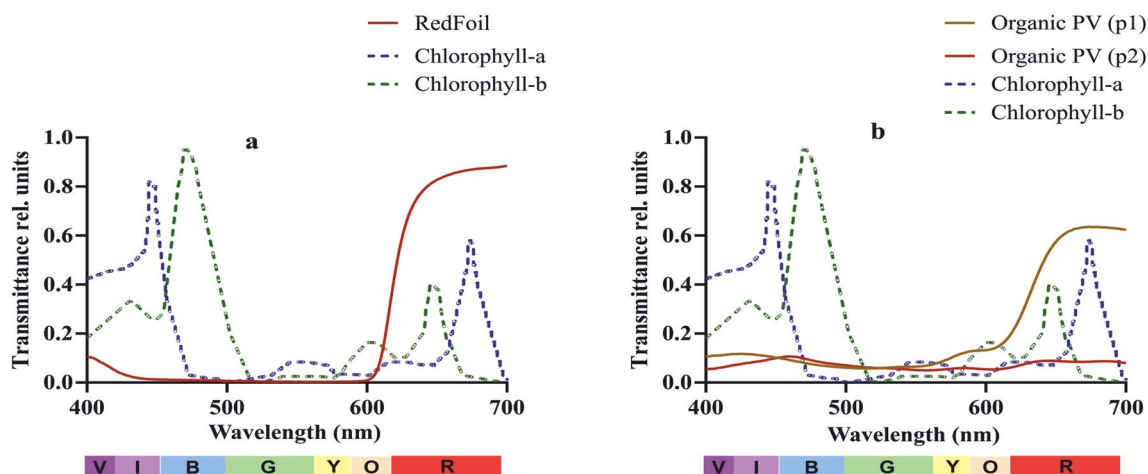 RedFoil
Chlorophyll-a
Chlorophyll-b
a
Transmittance rel. units
1.0
0.8
0.6
0.4
0.2
0.0
400
500
600
700
Wavelength (nm)
V I B G Y O R
Organic PV (p1)
Organic PV (p2)
Chlorophyll-a
Chlorophyll-b
b
Transmittance rel. units
1.0
0.8
0.6
0.4
0.2
0.0
400
500
600
700
Wavelength (nm)
V I B G Y O R